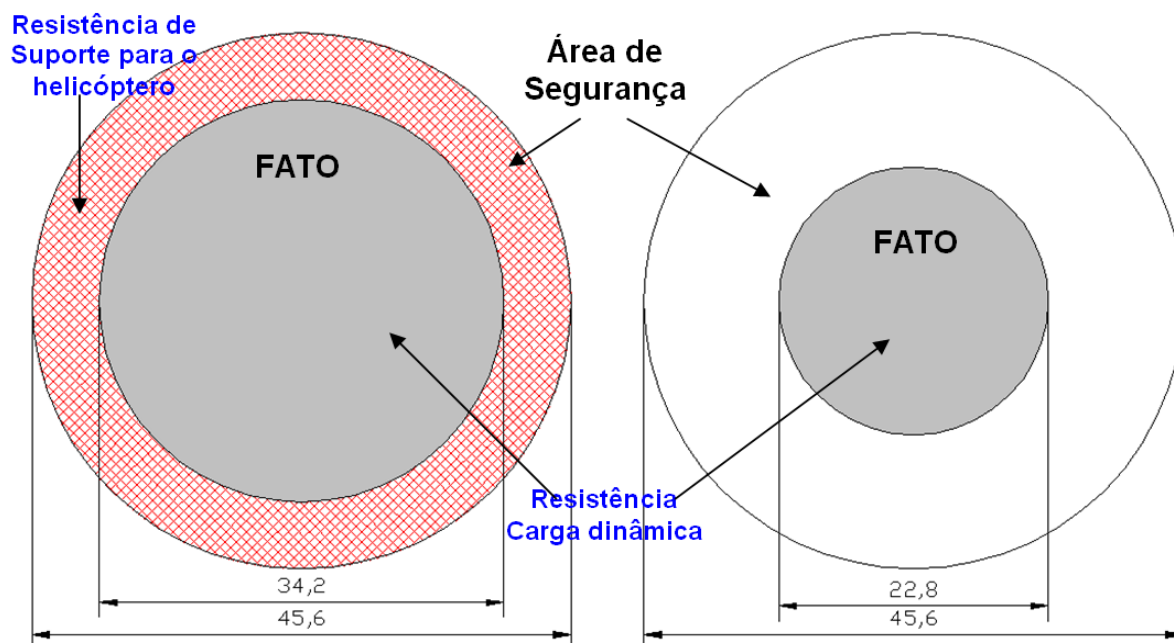 Resistência de
Suporte para o
helicóptero
Área de
Segurança
FATO
FATO
Resistência
Carga dinâmica
34,2
45,6
22,8
45,6